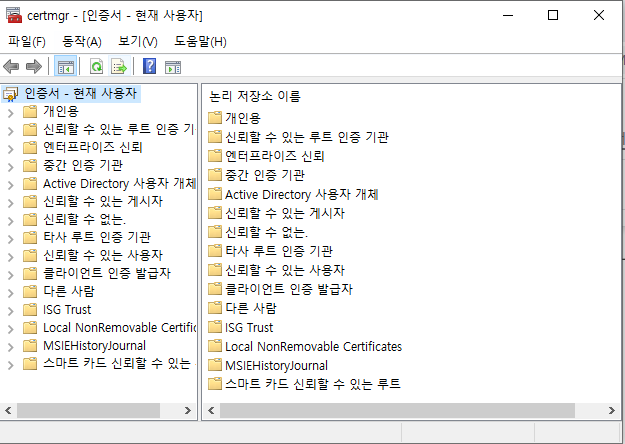 certmgr - [인증서 - 현재 사용자]
파일(F) 동작(A) 보기(V) 도움말(H)
인증서 - 현재 사용자
개인용
신뢰할 수 있는 루트 인증 기
엔터프라이즈 신뢰
중간 인증 기관
Active Directory 사용자 개체
신뢰할 수 있는 게시자
신뢰할 수 없는.
타사 루트 인증 기관
신뢰할 수 있는 사용자
클라이언트 인증 발급자
다른 사람
ISG Trust
Local NonRemovable Certific
MSIEHistoryJournal
스마트 카드 신뢰할 수 있는
논리 저장소 이름
개인용
신뢰할 수 있는 루트 인증 기관
엔터프라이즈 신뢰
중간 인증 기관
Active Directory 사용자 개체
신뢰할 수 있는 게시자
신뢰할 수 없는.
타사 루트 인증 기관
신뢰할 수 있는 사용자
클라이언트 인증 발급자
다른 사람
ISG Trust
Local NonRemovable Certificates
MSIEHistoryJournal
스마트 카드 신뢰할 수 있는 루트